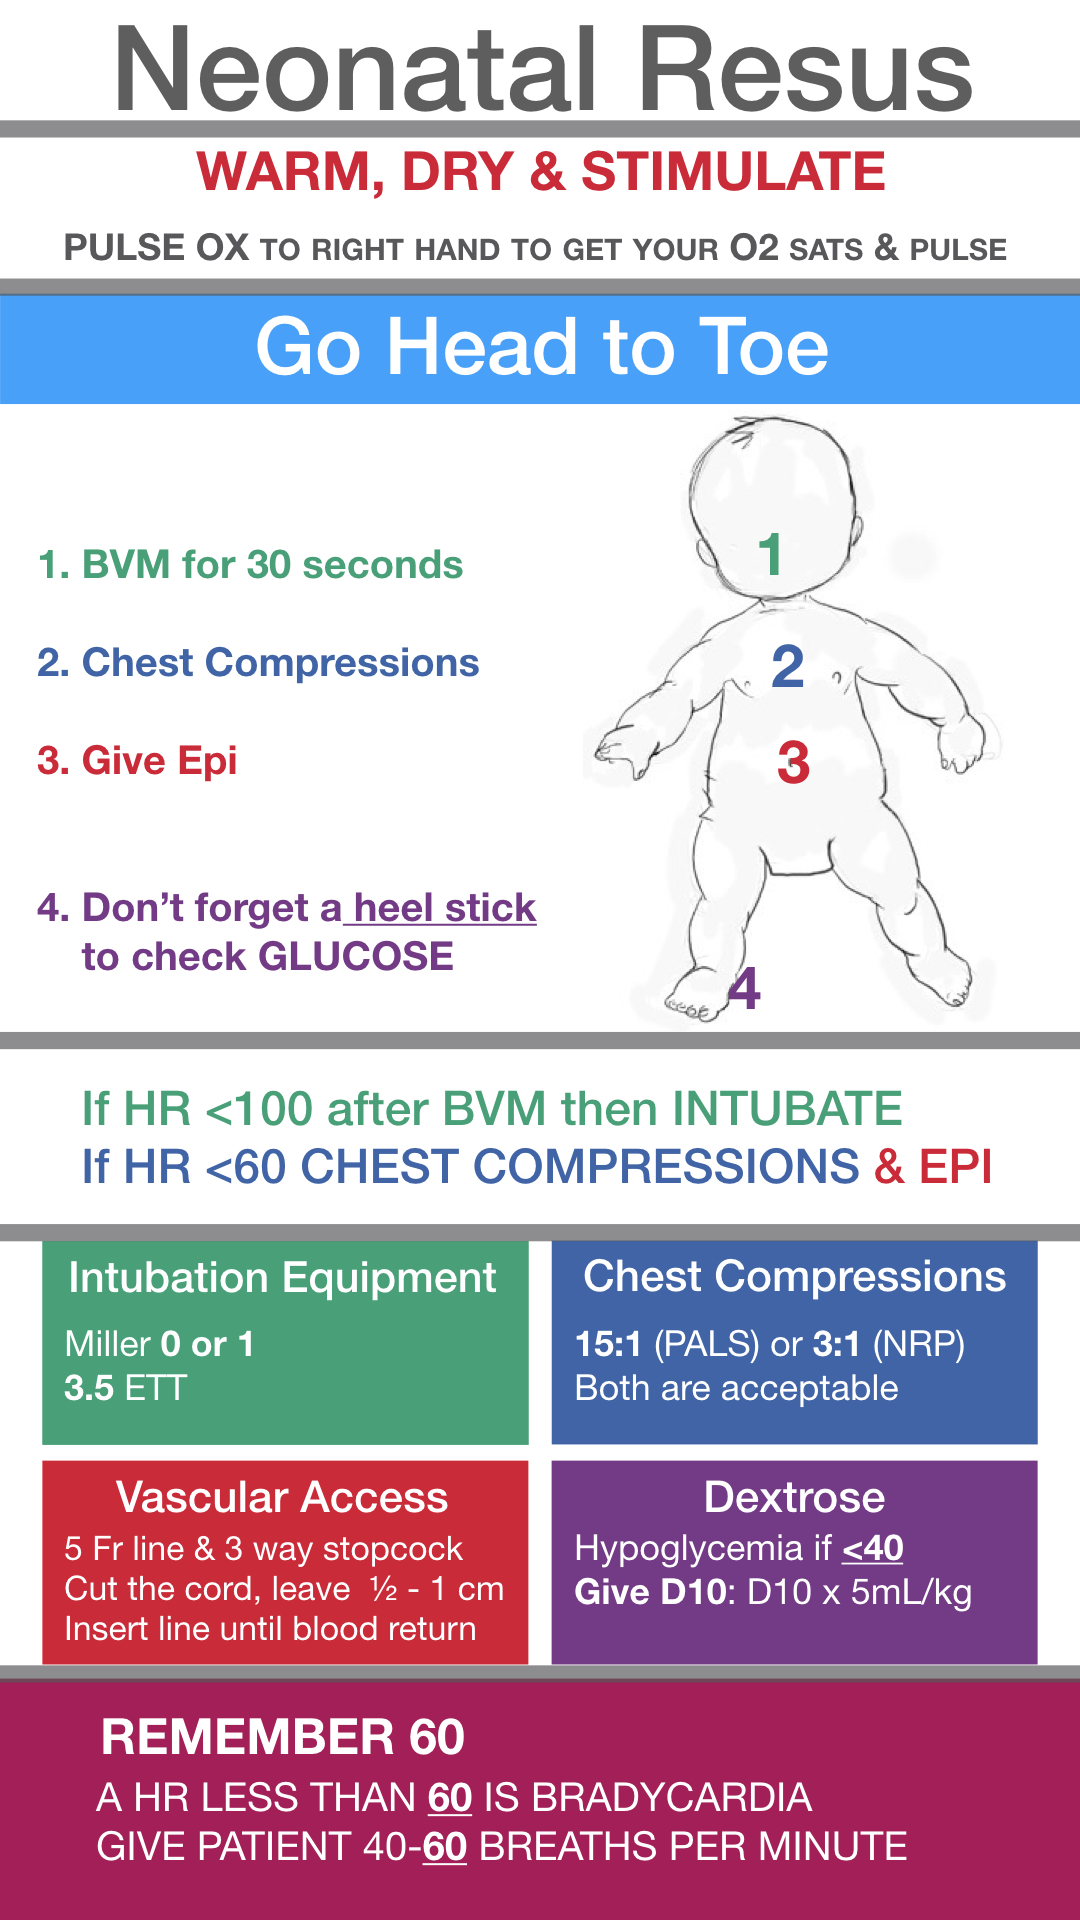 Neonatal Resus
WARM, DRY & STIMULATE
PULSE OX TO RIGHT HAND TO GET YOUR O2 SATS & PULSE
Go Head to Toe
1. BVM for 30 seconds
2. Chest Compressions
3. Give Epi
4. Don’t forget a heel stick
to check GLUCOSE
1
2
3
4
If HR <100 after BVM then INTUBATE
If HR <60 CHEST COMPRESSIONS & EPI
Intubation Equipment
Miller 0 or 1
3.5 ETT
Chest Compressions
15:1 (PALS) or 3:1 (NRP)
Both are acceptable
Vascular Access
5 Fr line & 3 way stopcock
Cut the cord, leave ½ - 1 cm
Insert line until blood return
Dextrose
Hypoglycemia if <40
Give D10: D10 x 5mL/kg
REMEMBER 60
A HR LESS THAN 60 IS BRADYCARDIA
GIVE PATIENT 40-60 BREATHS PER MINUTE